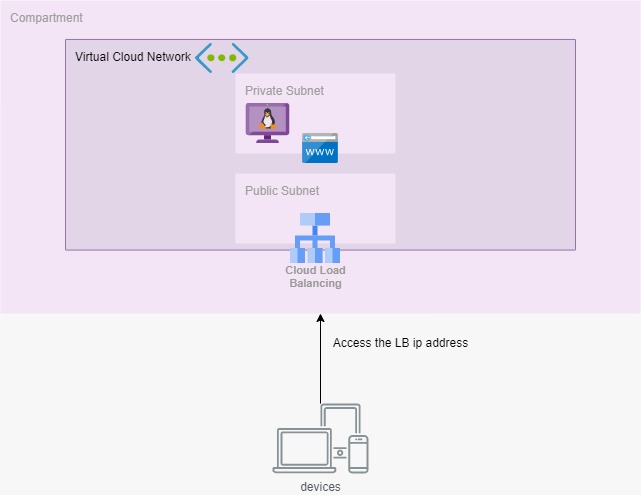 Compartment
Virtual Cloud Network
Private Subnet
www
Public Subnet
Cloud Load
Balancing
Access the LB ip address
devices